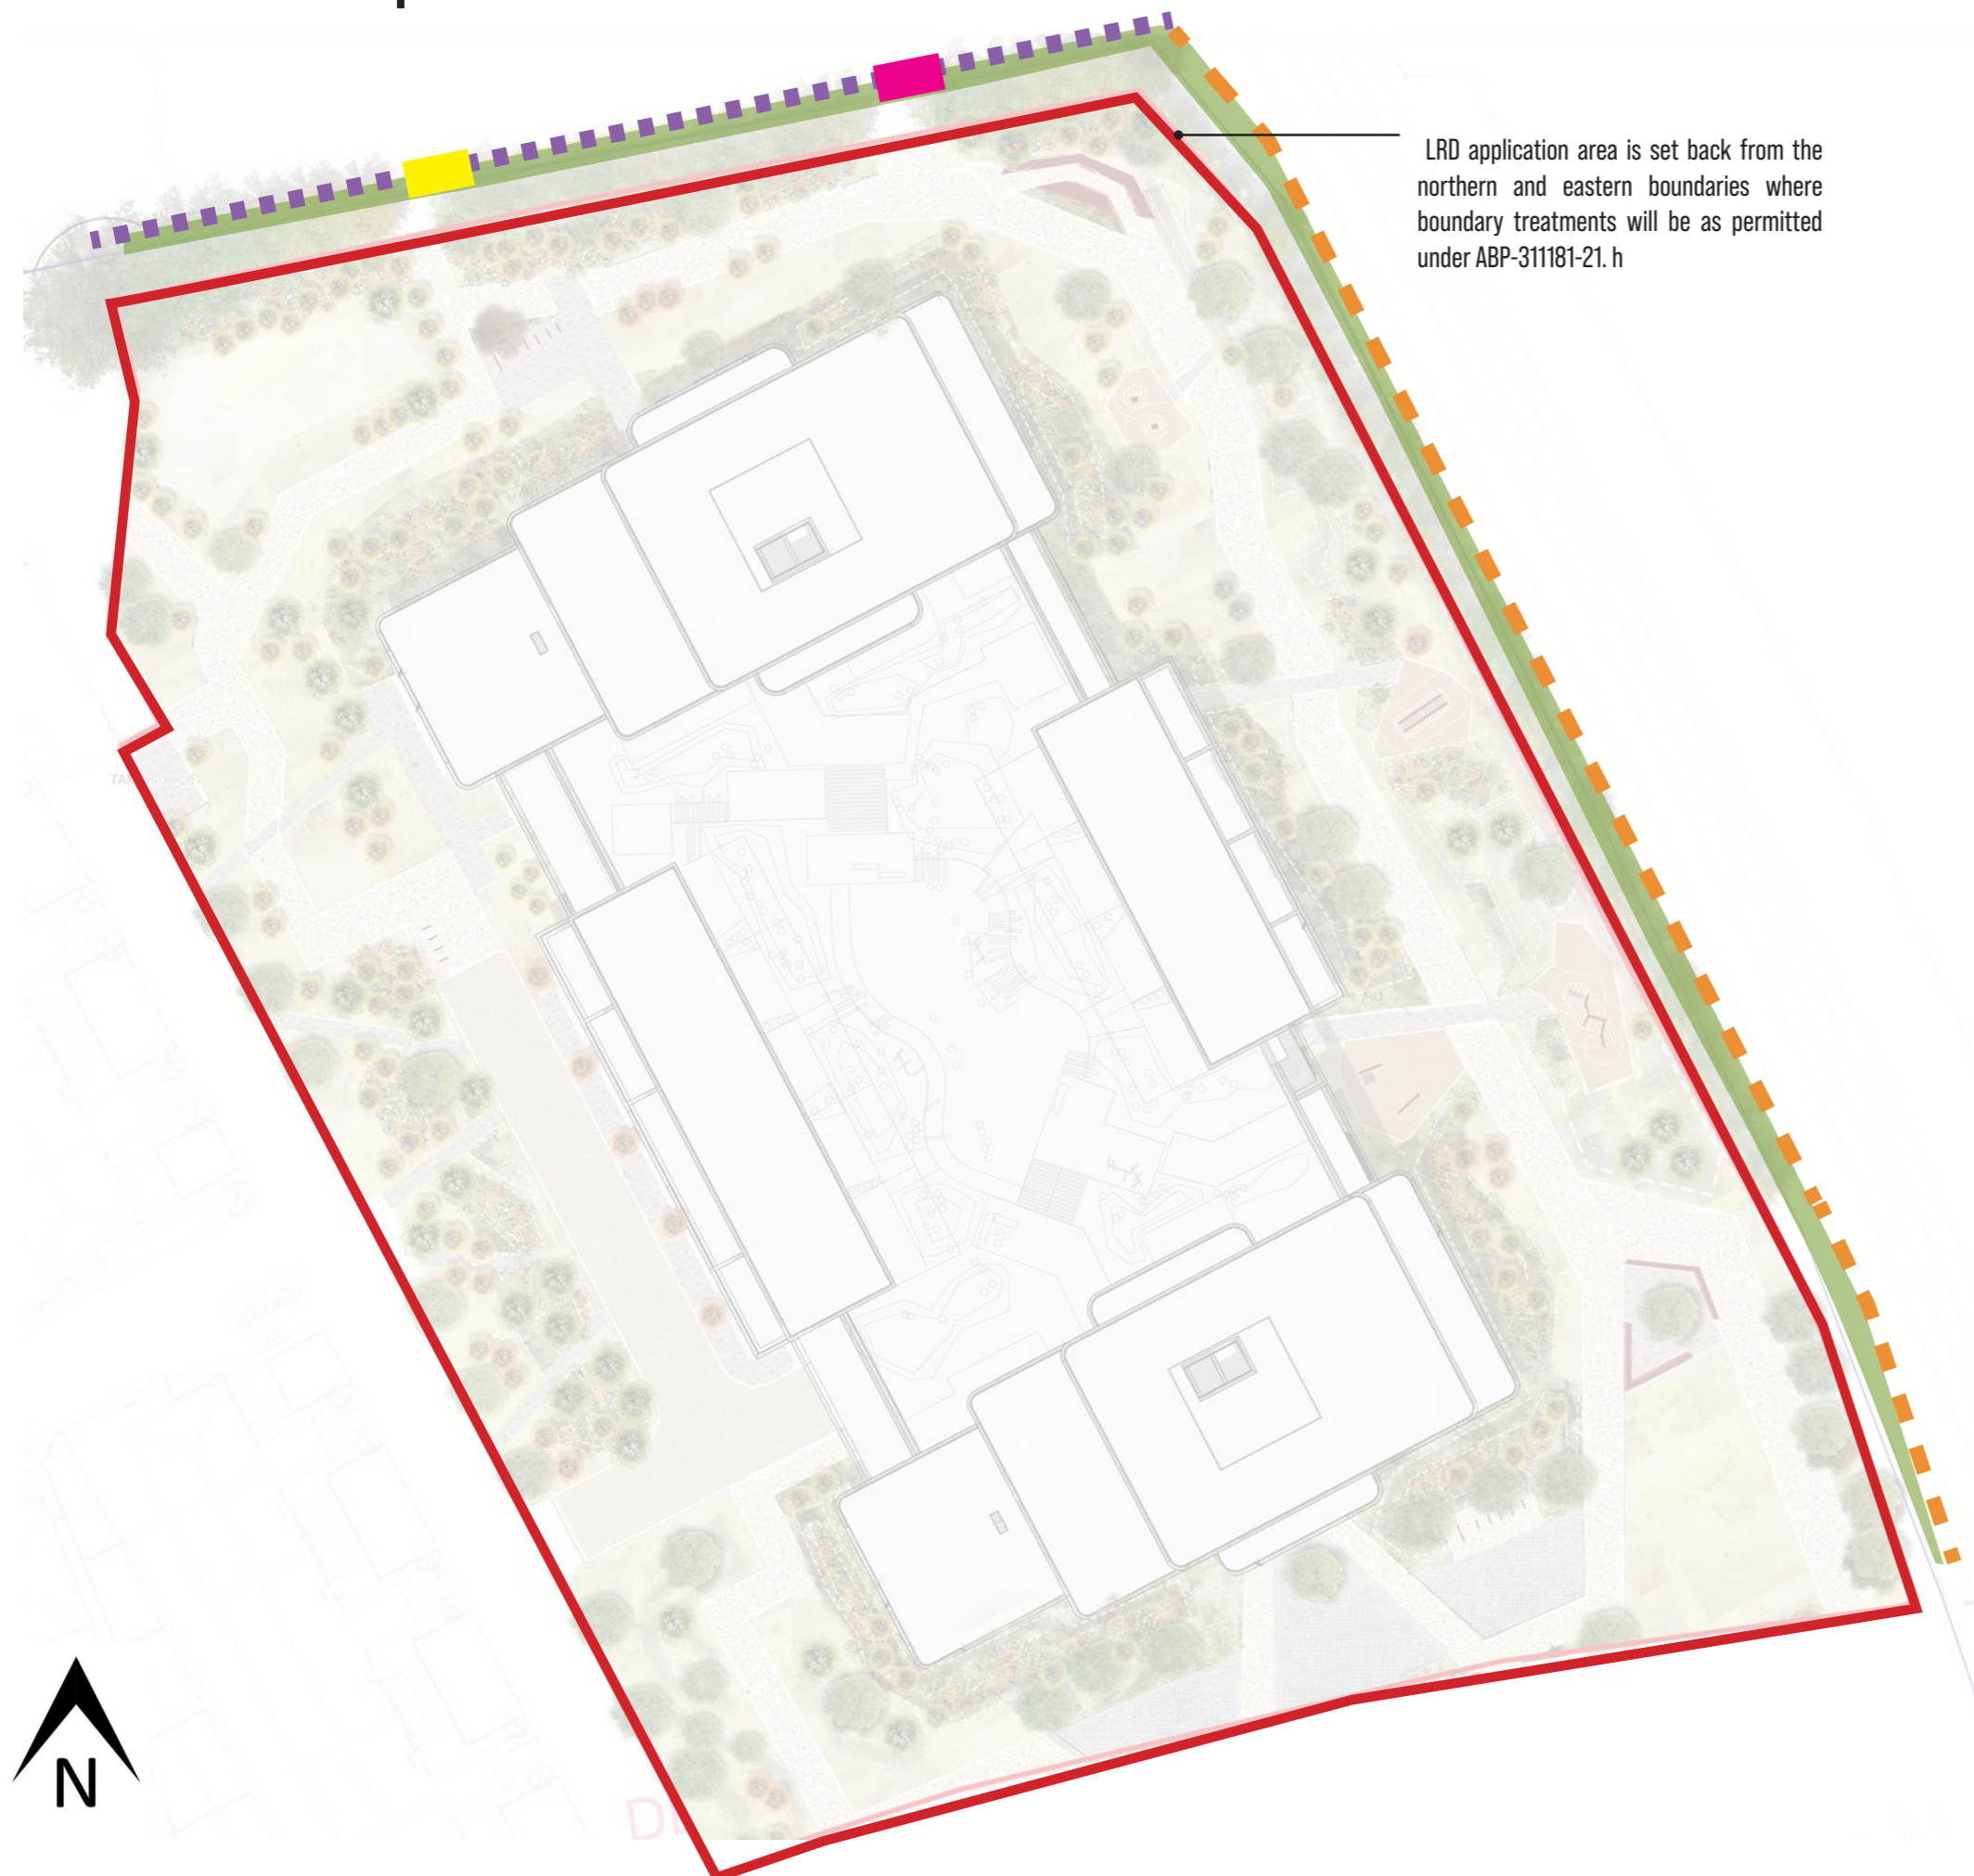 LRD application area is set back from the
northern and eastern boundaries where
boundary treatments will be as permitted
under ABP-311181-21. h
N